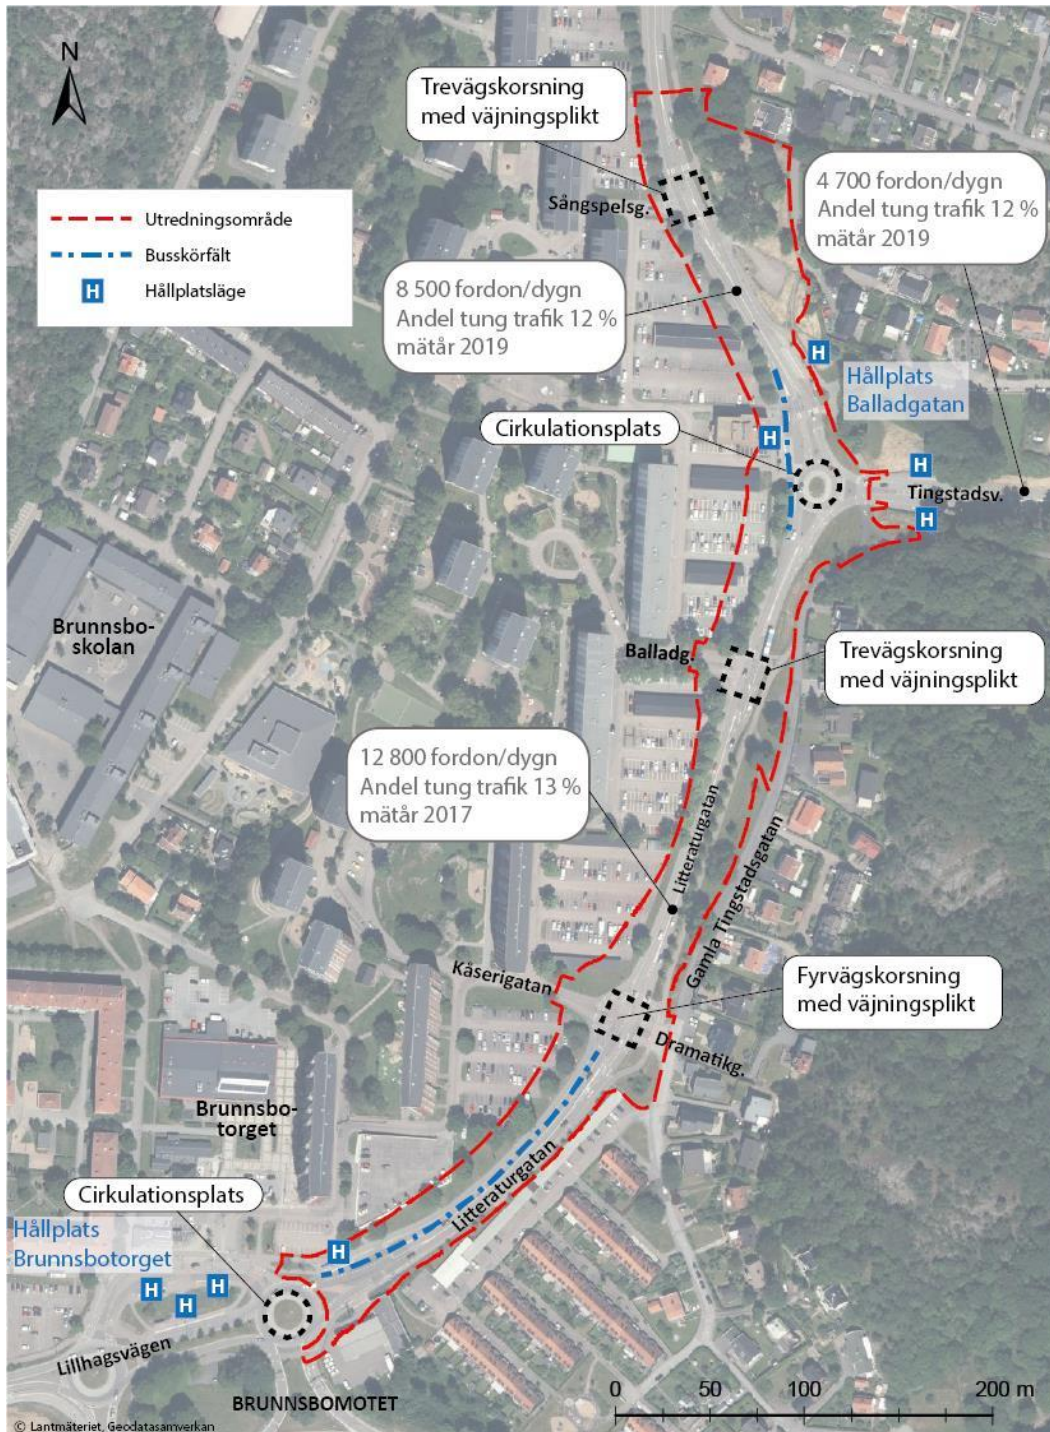 N
Trevägskorsning
med väjningsplikt
4 700 fordon/dygn
Andel tung trafik 12 %
mätår 2019
Utredningsområde
Busskörfält
H
Hållplatsläge
Sångspelsg.
8 500 fordon/dygn
Andel tung trafik 12 %
mätår 2019
H
Hållplats
Balladgatan
Cirkulationsplats
H
H
Tingstadsv.
H
Brunnsbo-
skolan
Balladg.
Trevägskorsning
med väjningsplikt
12 800 fordon/dygn
Andel tung trafik 13 %
mätår 2017
Litteraturgatan
Gamla Tingstadsgatan
Kåserigatan
Fyrvägskorsning
med väjningsplikt
Dramatikg.
Brunnsbo-
torget
Litteraturgatan
Cirkulationsplats
Hållplats
Brunnsbotorget
H
H
H
H
Lillhagsvägen
BRUNNSBOMOTET
0 50 100 200 m
© Lantmäteriet, Geodatasamverkan